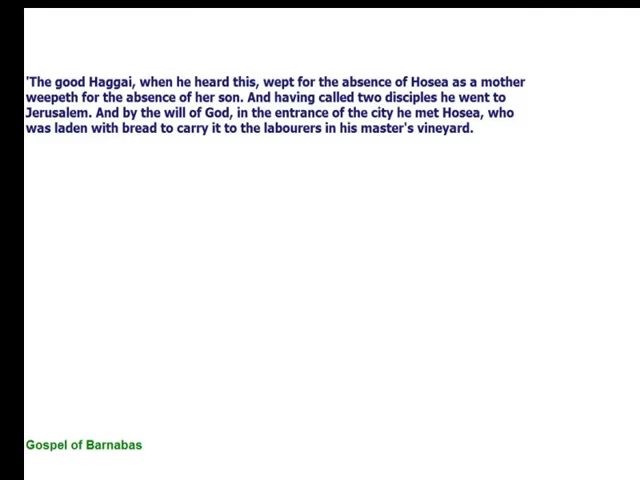 'The good Haggai, when he heard this, wept for the absence of Hosea as a mother
weepeth for the absence of her son. And having called two disciples he went to
Jerusalem. And by the will of God, in the entrance of the city he met Hosea, who
was laden with bread to carry it to the labourers in his master's vineyard.
Gospel of Barnabas